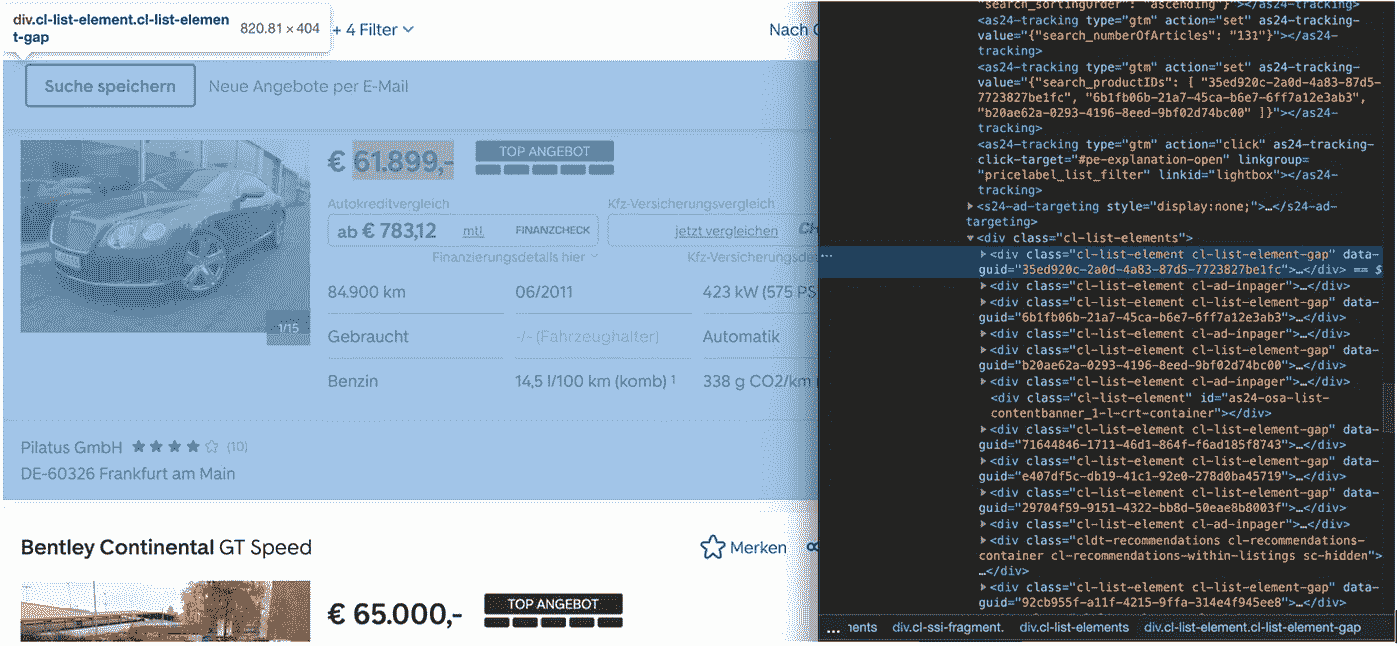 div.cl-list-element.cl-list-elemen
t-gap
820.81 × 404
+ 4 Filter
Nach
Suche speichern
Neue Angebote per E-Mail
€ 61.899,-
TOP ANGEBOT
Autokreditvergleich
Kfz-Versicherungsvergleich
ab € 783,12
mtl.
FINANZCHECK
jetzt vergleichen
Finanzierungsdetails hier
84.900 km
06/2011
423 kW (575 PS
1/15
Gebraucht
-/- (Fahrzeughalter)
Automatik
Benzin
14,5 l/100 km (komb) 1
338 g CO2/km
Pilatus GmbH
(10)
DE-60326 Frankfurt am Main
Bentley Continental GT Speed
Merken
€ 65.000,-
TOP ANGEBOT
"search_sortingOrder": "ascending"}"></as24-
tracking>
<as24-tracking type="gtm" action="set" as24-tracking-
value="{"search_numberOfArticles": "131"}"></as24-
tracking>
<as24-tracking type="gtm" action="set" as24-tracking-
value="{"search_productIDs": [ "35ed920c-2a0d-4a83-87d5-
7723827be1fc", "6b1fb06b-21a7-45ca-b6e7-6ff7a12e3ab3",
"b20ae62a-0293-4196-8eed-9bf02d74bc00" ]}"></as24-
tracking>
<as24-tracking type="gtm" action="click" as24-tracking-
click-target="#pe-explanation-open" linkgroup=
"pricelabel_list_filter" linkid="lightbox"></as24-
tracking>
<s24-ad-targeting style="display:none;">…</s24-ad-
targeting>
<div class="cl-list-elements">
<div class="cl-list-element cl-list-element-gap" data-
guid="35ed920c-2a0d-4a83-87d5-7723827be1fc">…</div> == $
<div class="cl-list-element cl-ad-inpager">…</div>
<div class="cl-list-element cl-list-element-gap" data-
guid="6b1fb06b-21a7-45ca-b6e7-6ff7a12e3ab3">…</div>
<div class="cl-list-element cl-ad-inpager">…</div>
<div class="cl-list-element cl-list-element-gap" data-
guid="b20ae62a-0293-4196-8eed-9bf02d74bc00">…</div>
<div class="cl-list-element cl-ad-inpager">…</div>
<div class="cl-list-element" id="as24-osa-list-
contentbanner_1-l-crt-container"></div>
<div class="cl-list-element cl-list-element-gap" data-
guid="71644846-1711-46d1-864f-f6ad185f8743">…</div>
<div class="cl-list-element cl-list-element-gap" data-
guid="e407df5c-db19-41c1-92e0-278d0ba45719">…</div>
<div class="cl-list-element cl-list-element-gap" data-
guid="29704f59-9151-4322-bb8d-50eae8b8003f">…</div>
<div class="cl-list-element cl-ad-inpager">…</div>
<div class="cldt-recommendations cl-recommendations-
container cl-recommendations-within-listings sc-hidden">
…</div>
<div class="cl-list-element cl-list-element-gap" data-
guid="92cb955f-a11f-4215-9ffa-314e4f945ee8">…</div>
... nents div.cl-ssi-fragment. div.cl-list-elements div.cl-list-element.cl-list-element-gap